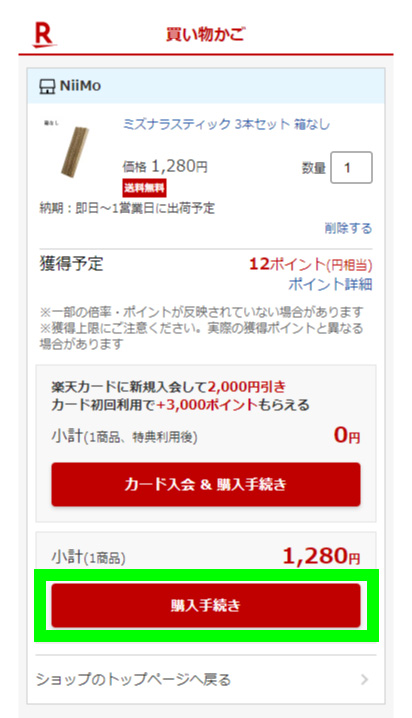 R 買い物かご
NiiMo
箱なし
ミズナラスティック 3本セット 箱なし
価格 1,280円
数量 1
送料無料
納期：即日～1営業日に出荷予定
削除する
獲得予定 12ポイント(円相当)
ポイント詳細
※一部の倍率・ポイントが反映されていない場合があります
※獲得上限にご注意ください。実際の獲得ポイントと異なる
場合があります
楽天カードに新規入会して2,000円引き
カード初回利用で+3,000ポイントもらえる
小計(1商品、特典利用後) 0円
カード入会 & 購入手続き
小計(1商品) 1,280円
購入手続き
ショップのトップページへ戻る